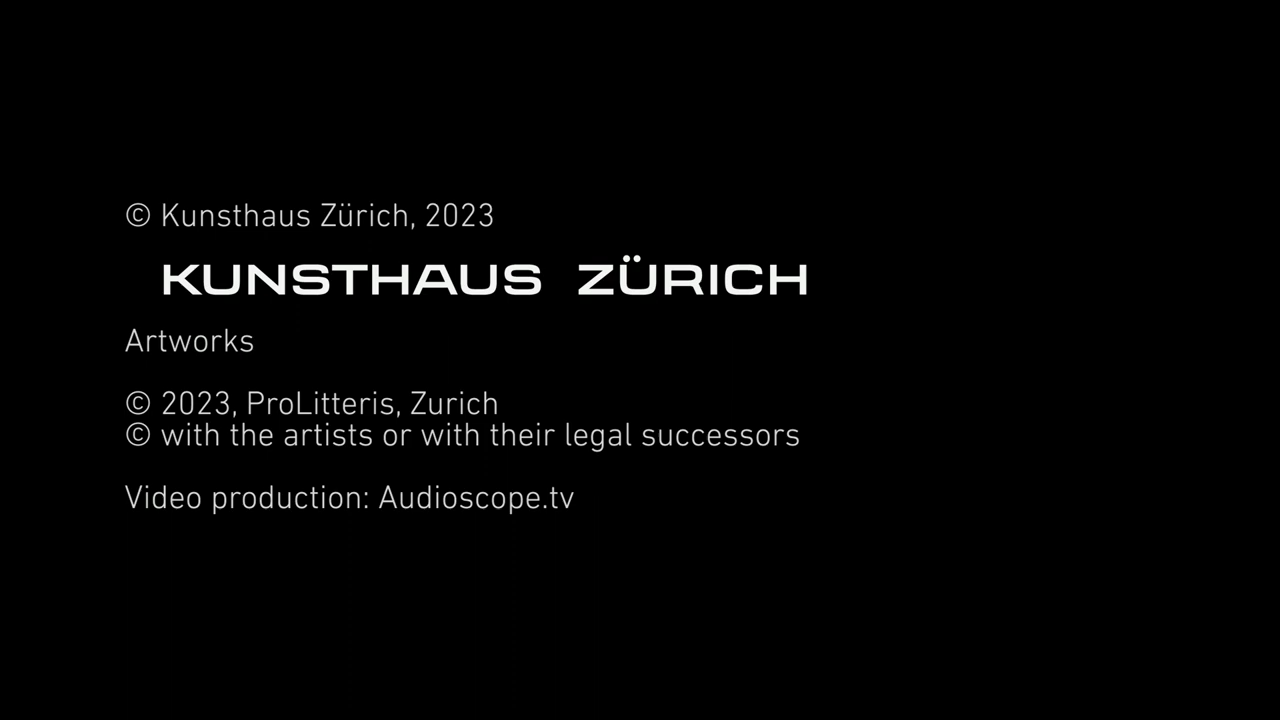 © Kunsthaus Zürich, 2023
KUNSTHAUS ZÜRICH
Artworks
© 2023, ProLitteris, Zurich
© with the artists or with their legal successors
Video production: Audioscope.tv